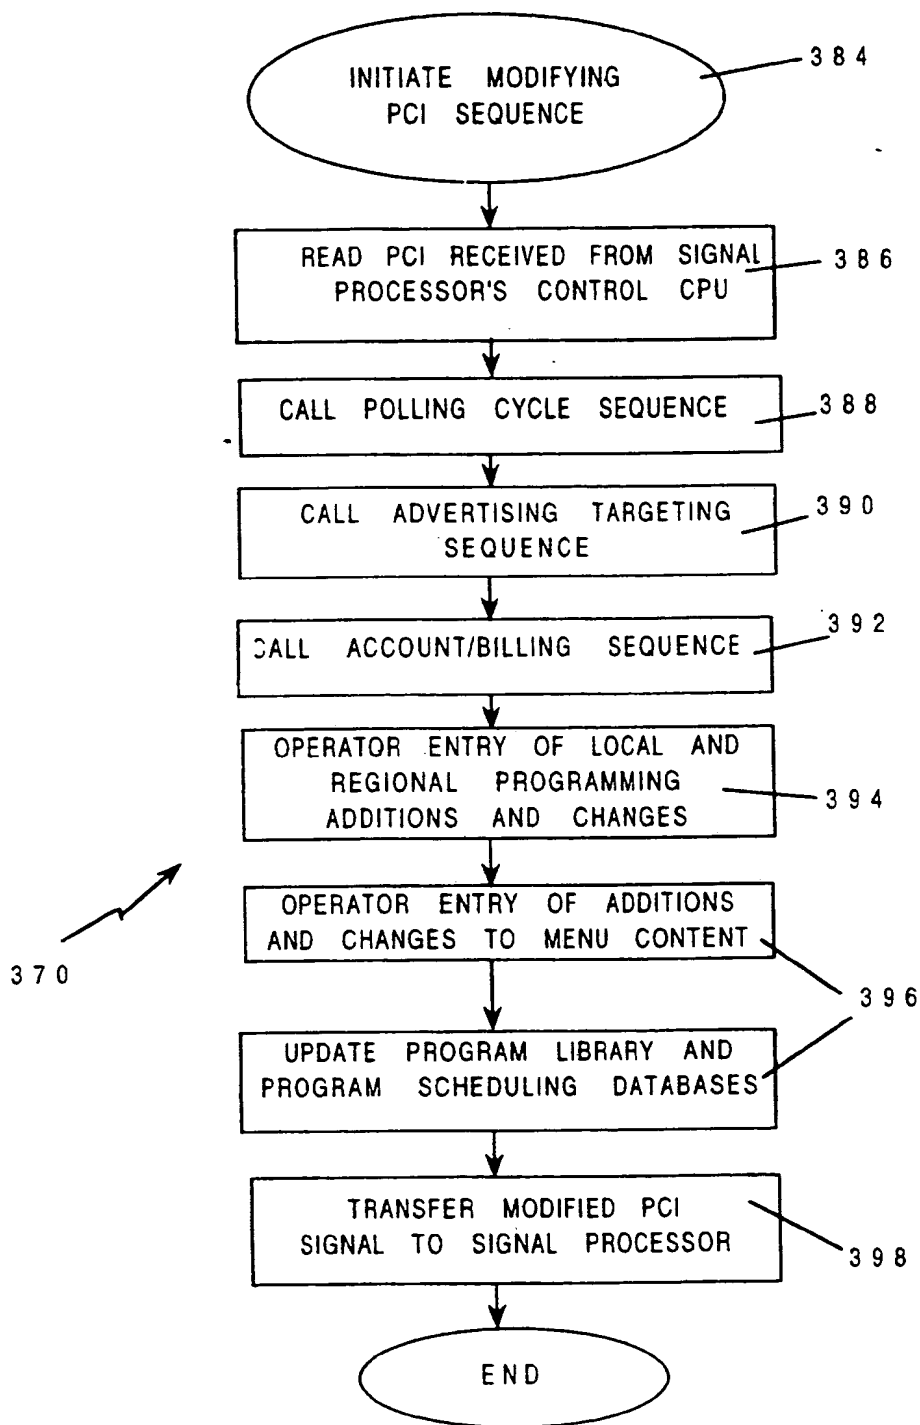 INITIATE MODIFYING
PCI SEQUENCE
384
READ PCI RECEIVED FROM SIGNAL
PROCESSOR'S CONTROL CPU
386
CALL POLLING CYCLE SEQUENCE
388
CALL ADVERTISING TARGETING
SEQUENCE
390
CALL ACCOUNT/BILLING SEQUENCE
392
OPERATOR ENTRY OF LOCAL AND
REGIONAL PROGRAMMING
ADDITIONS AND CHANGES
394
OPERATOR ENTRY OF ADDITIONS
AND CHANGES TO MENU CONTENT
370
396
UPDATE PROGRAM LIBRARY AND
PROGRAM SCHEDULING DATABASES
TRANSFER MODIFIED PCI
SIGNAL TO SIGNAL PROCESSOR
398
END